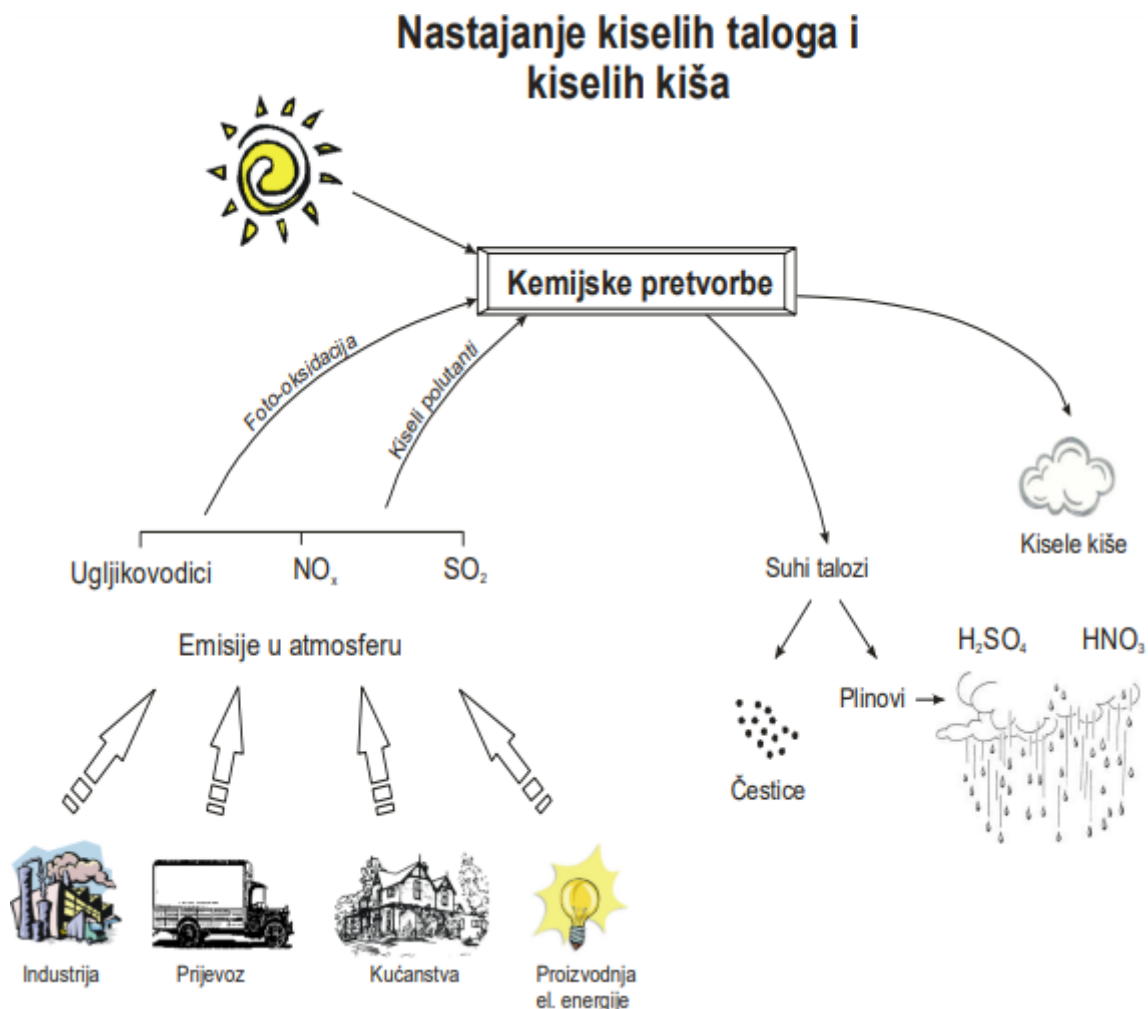 Nastajanje kiselih taloga i
kiselih kiša
Kemijske pretvorbe
Foto-oksidacija
Kiseli polutanti
Ugljikovodici
NOₓ
SO₂
Emisije u atmosferu
Kisele kiše
Suhi talozi
H₂SO₄
HNO₃
Plinovi
Čestice
Industrija
Prijevoz
Kućanstva
Proizvodnja
el. energije